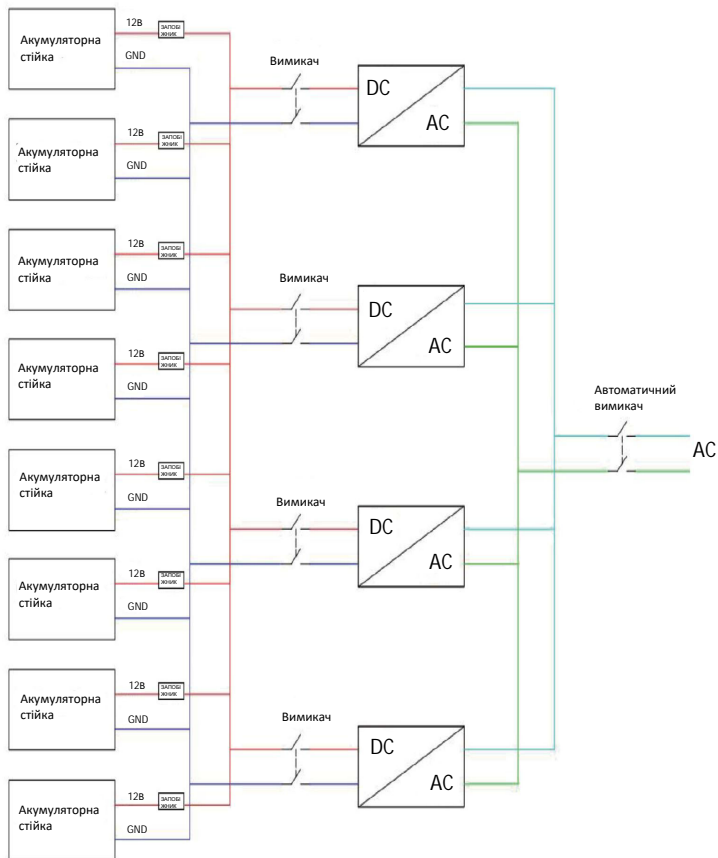 Акумуляторна
стійка
12В
ЗАПОБІ
ЖНИК
GND
Вимикач
DC
AC
Акумуляторна
стійка
12В
ЗАПОБІ
ЖНИК
GND
Акумуляторна
стійка
12В
ЗАПОБІ
ЖНИК
GND
Вимикач
DC
AC
Акумуляторна
стійка
12В
ЗАПОБІ
ЖНИК
GND
Автоматичний
вимикач
AC
Акумуляторна
стійка
12В
ЗАПОБІ
ЖНИК
GND
Вимикач
DC
AC
Акумуляторна
стійка
12В
ЗАПОБІ
ЖНИК
GND
Акумуляторна
стійка
12В
ЗАПОБІ
ЖНИК
GND
Вимикач
DC
AC
Акумуляторна
стійка
12В
ЗАПОБІ
ЖНИК
GND